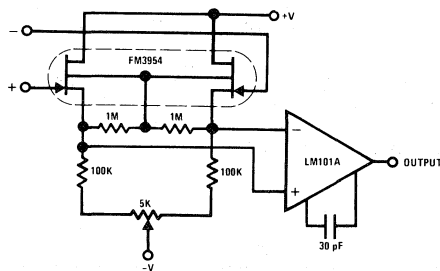 +V
−
FM3954
+
1M 1M
−
LM101A
OUTPUT
100K 100K
+
5K
30 pF
−V